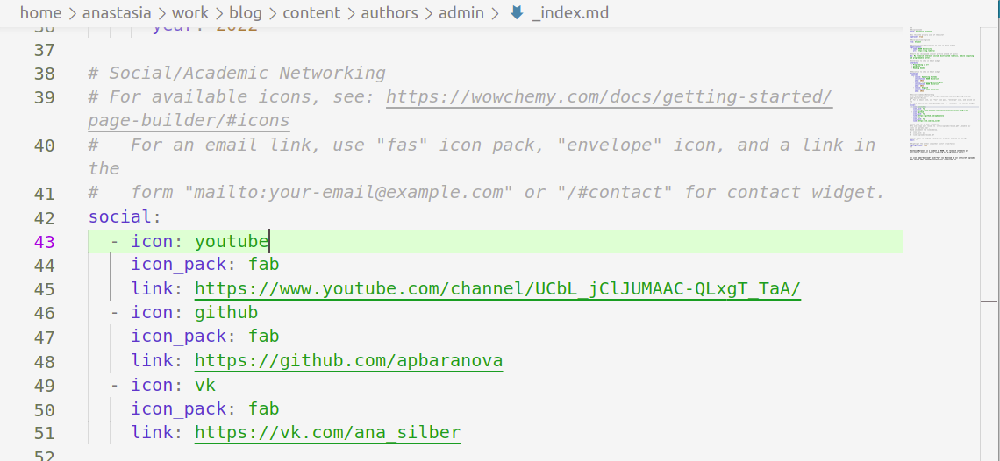 home > anastasia > work > blog > content > authors > admin > _index.md
36 year: 2022
37
38 # Social/Academic Networking
39 # For available icons, see: https://wowchemy.com/docs/getting-started/
page-builder/#icons
40 #   For an email link, use "fas" icon pack, "envelope" icon, and a link in
the
41 #   form "mailto:your-email@example.com" or "/#contact" for contact widget.
42 social:
43   - icon: youtube
44     icon_pack: fab
45     link: https://www.youtube.com/channel/UCbL_jClJUMAAC-QLxgT_TaA/
46   - icon: github
47     icon_pack: fab
48     link: https://github.com/apbaranova
49   - icon: vk
50     icon_pack: fab
51     link: https://vk.com/ana_silber
52